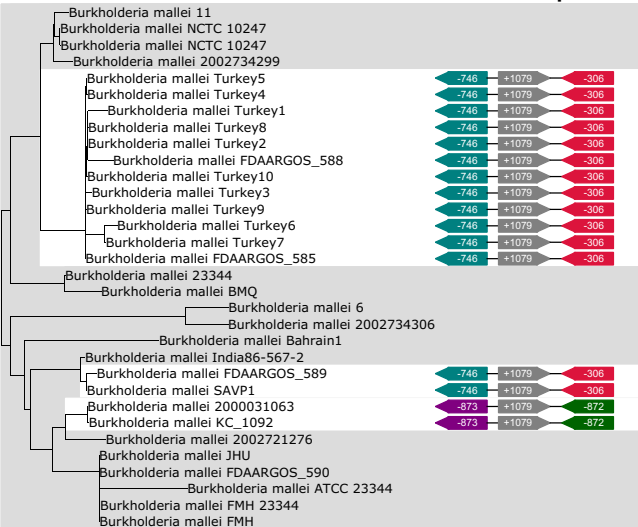 Burkholderia mallei 11
Burkholderia mallei NCTC 10247
Burkholderia mallei NCTC 10247
Burkholderia mallei 2002734299
Burkholderia mallei Turkey5 -746 +1079 -306
Burkholderia mallei Turkey4 -746 +1079 -306
Burkholderia mallei Turkey1 -746 +1079 -306
Burkholderia mallei Turkey8 -746 +1079 -306
Burkholderia mallei Turkey2 -746 +1079 -306
Burkholderia mallei FDAARGOS_588 -746 +1079 -306
Burkholderia mallei Turkey10 -746 +1079 -306
Burkholderia mallei Turkey3 -746 +1079 -306
Burkholderia mallei Turkey9 -746 +1079 -306
Burkholderia mallei Turkey6 -746 +1079 -306
Burkholderia mallei Turkey7 -746 +1079 -306
Burkholderia mallei FDAARGOS_585 -746 +1079 -306
Burkholderia mallei 23344
Burkholderia mallei BMQ
Burkholderia mallei 6
Burkholderia mallei 2002734306
Burkholderia mallei Bahrain1
Burkholderia mallei India86-567-2
Burkholderia mallei FDAARGOS_589 -746 +1079 -306
Burkholderia mallei SAVP1 -746 +1079 -306
Burkholderia mallei 2000031063 -873 +1079 -872
Burkholderia mallei KC_1092 -873 +1079 -872
Burkholderia mallei 2002721276
Burkholderia mallei JHU
Burkholderia mallei FDAARGOS_590
Burkholderia mallei ATCC 23344
Burkholderia mallei FMH 23344
Burkholderia mallei FMH